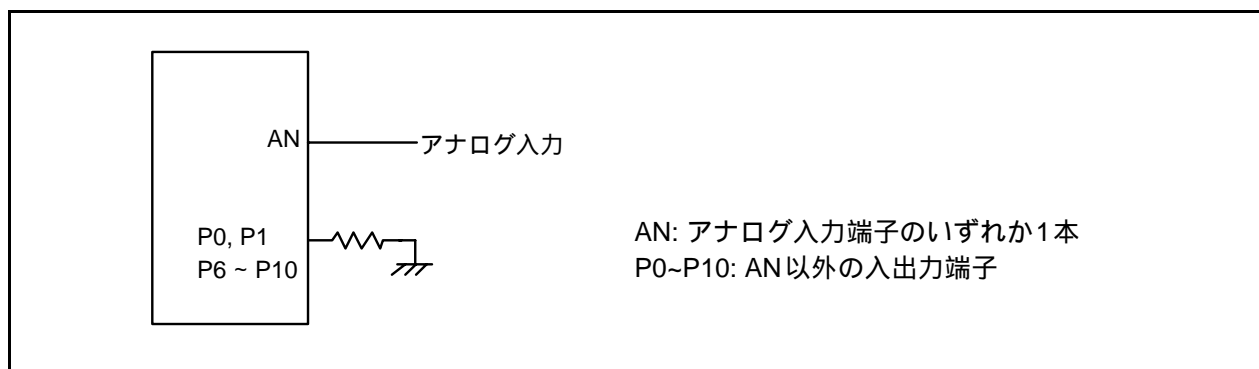 AN
アナログ入力
P0, P1
P6 ~ P10
AN: アナログ入力端子のいずれか1本
P0~P10: AN以外の入出力端子